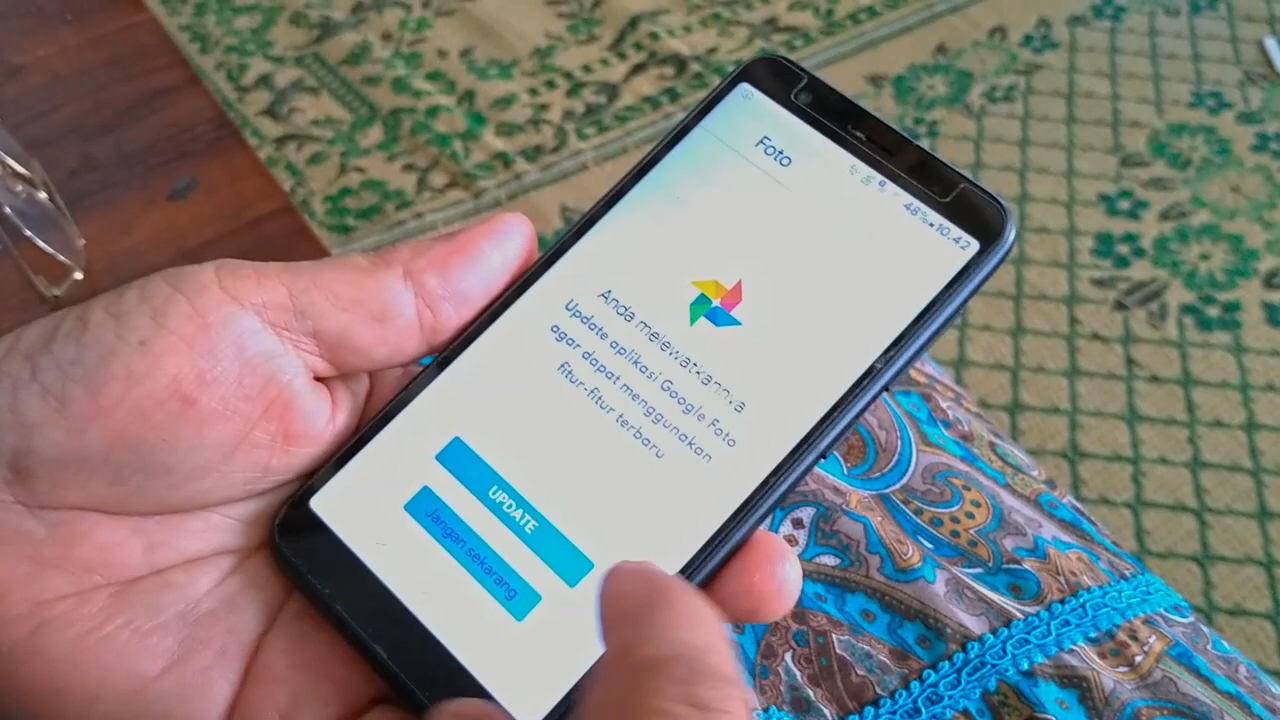 48% 10.42
Foto
Anda melewatkannya
Update aplikasi Google Foto
agar dapat menggunakan
fitur-fitur terbaru
UPDATE
Jangan sekarang